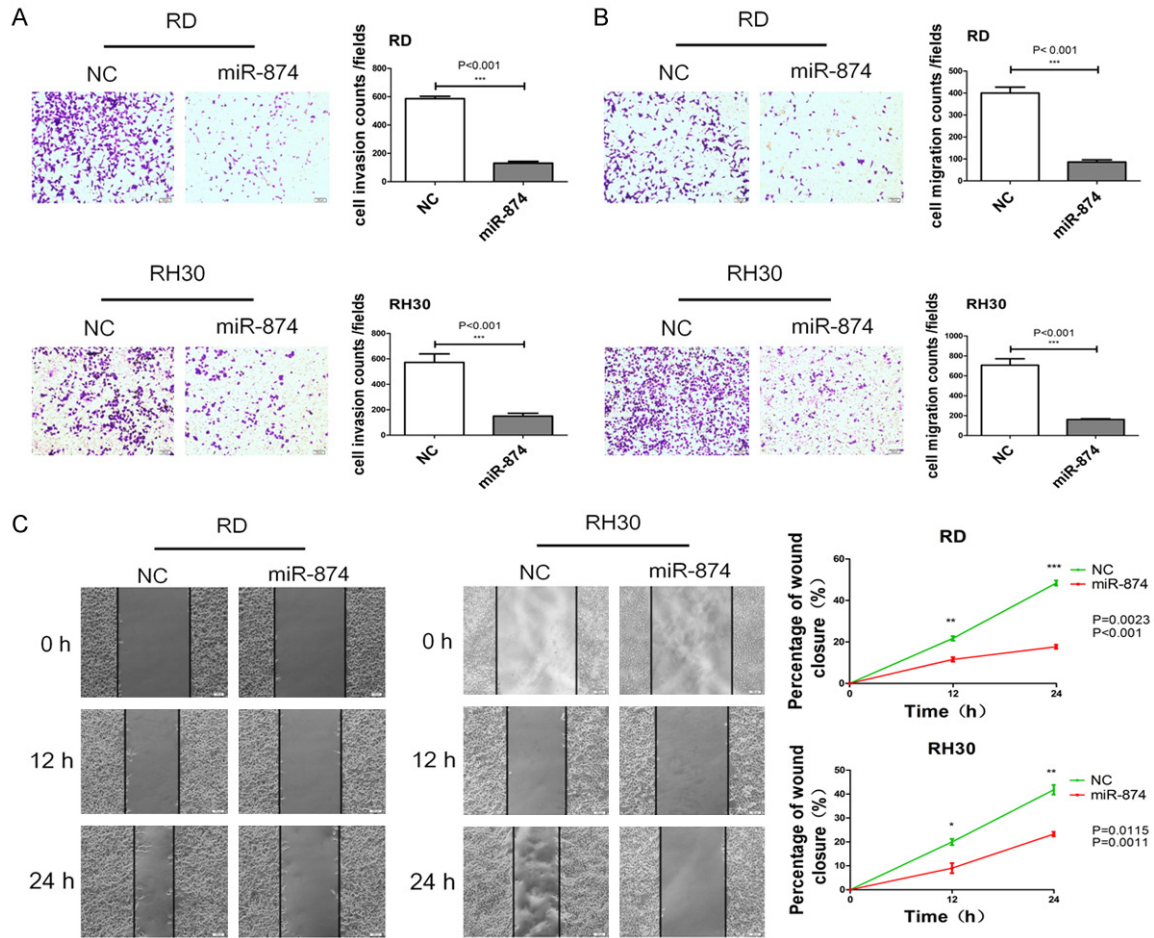 A
RD
NC miR-874
RD
cell invasion counts /fields
800
600
400
200
0
P<0.001
***
NC
miR-874
RH30
NC miR-874
RH30
cell invasion counts /fields
800
600
400
200
0
P<0.001
***
NC
miR-874
B
RD
NC miR-874
RD
cell migration counts /fields
500
400
300
200
100
0
P< 0.001
***
NC
miR-874
RH30
NC miR-874
RH30
cell migration counts /fields
1000
800
600
400
200
0
P<0.001
***
NC
miR-874
C
RD
NC miR-874
0 h
12 h
24 h
RH30
NC miR-874
0 h
12 h
24 h
RD
Percentage of wound
closure (%)
60
40
20
0
**
***
NC
miR-874
P=0.0023
P<0.001
0 12 24
Time (h)
RH30
Percentage of wound
closure (%)
50
40
30
20
10
0
*
**
NC
miR-874
P=0.0115
P=0.0011
0 12 24
Time (h)